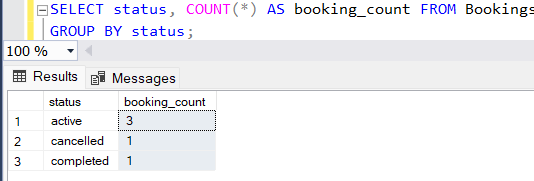 SELECT status, COUNT(*) AS booking_count FROM Bookings
GROUP BY status;
100 %
Results Messages
status booking_count
1 active 3
2 cancelled 1
3 completed 1